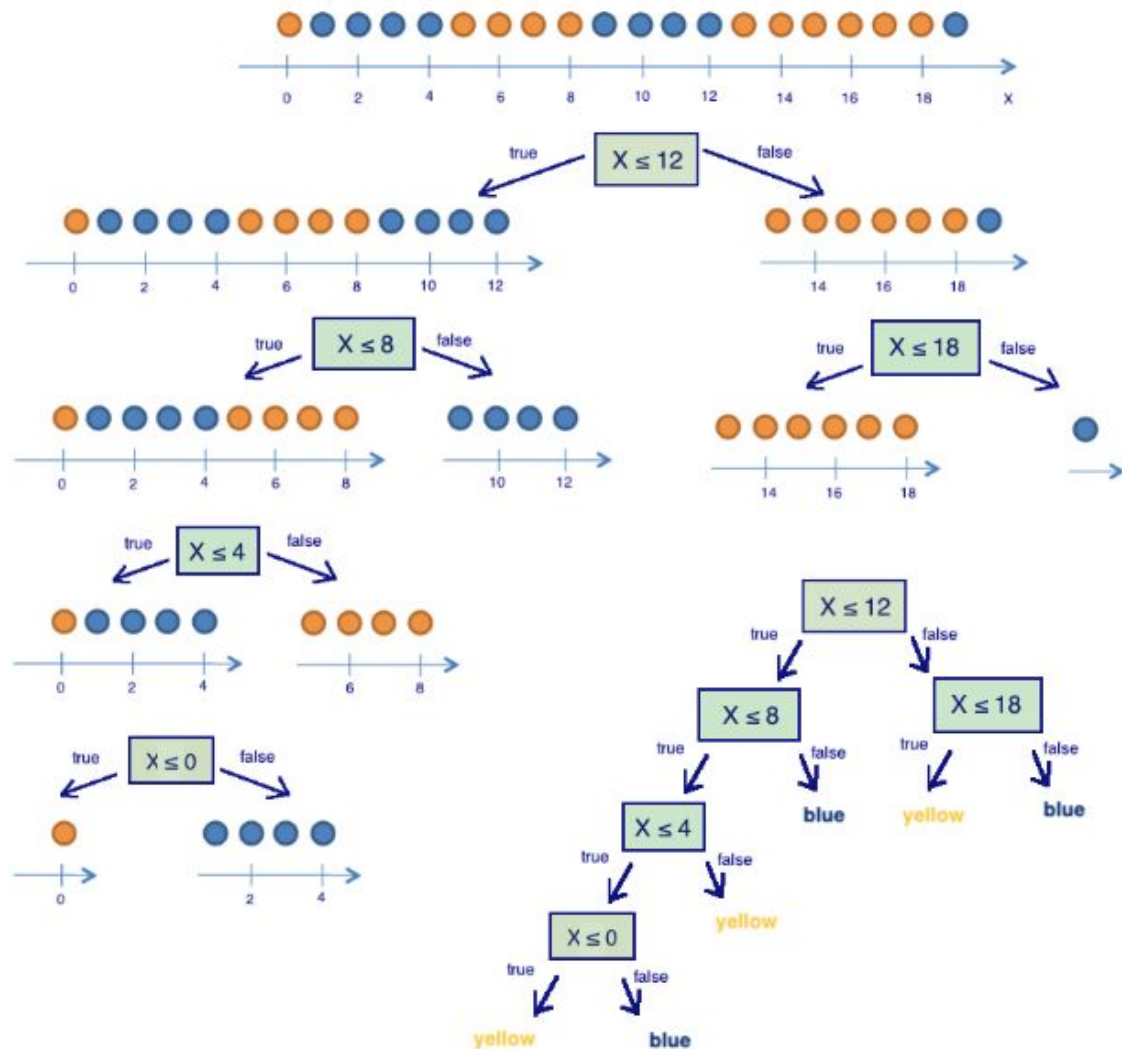 0 2 4 6 8 10 12 14 16 18 X
true X ≤ 12 false
0 2 4 6 8 10 12
14 16 18
true X ≤ 8 false
true X ≤ 18 false
0 2 4 6 8
10 12
14 16 18
true X ≤ 4 false
0 2 4
6 8
true X ≤ 0 false
0
2 4
X ≤ 12
true false
X ≤ 8 X ≤ 18
true false true false
blue yellow blue
X ≤ 4
true false
yellow
X ≤ 0
true false
yellow blue